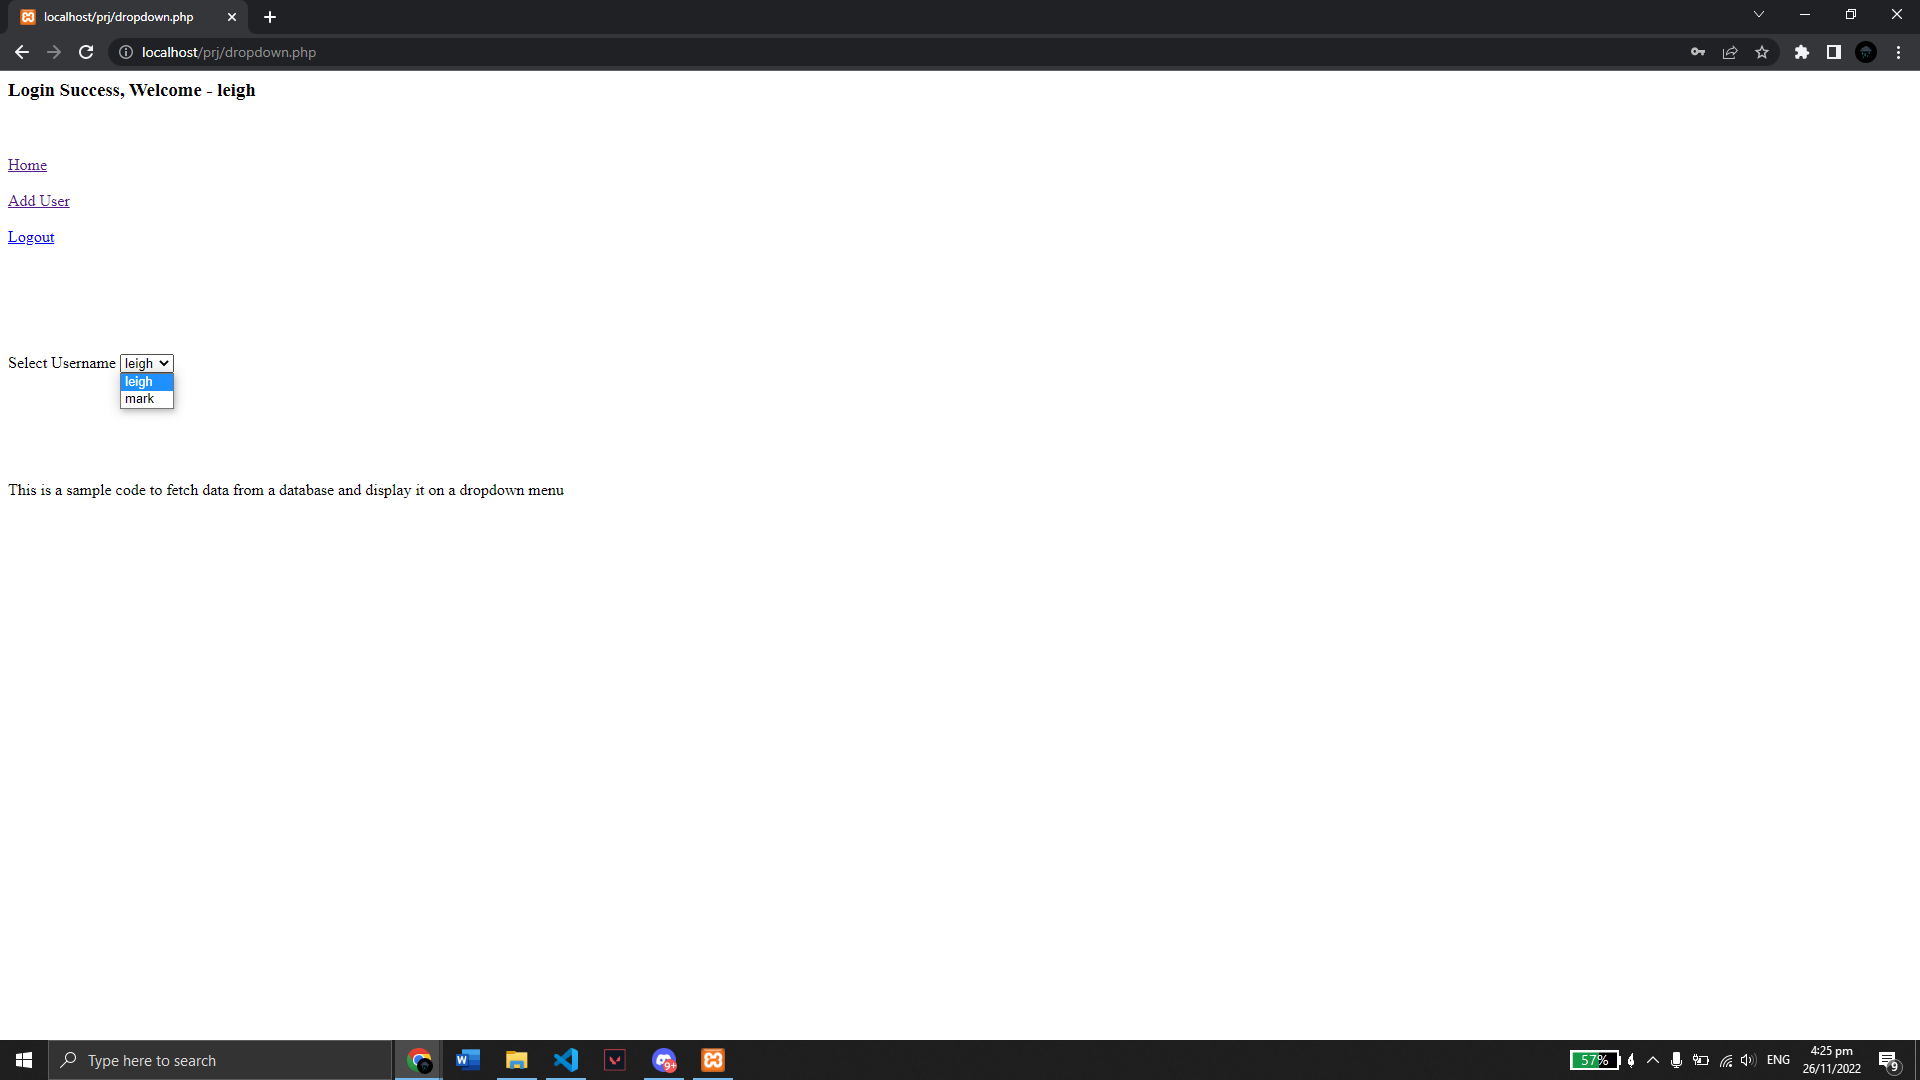 localhost/prj/dropdown.php
localhost/prj/dropdown.php
Login Success, Welcome - leigh
Home
Add User
Logout
Select Username leigh
leigh
mark
This is a sample code to fetch data from a database and display it on a dropdown menu
Type here to search
9+
57%
ENG
4:25 pm
26/11/2022
9